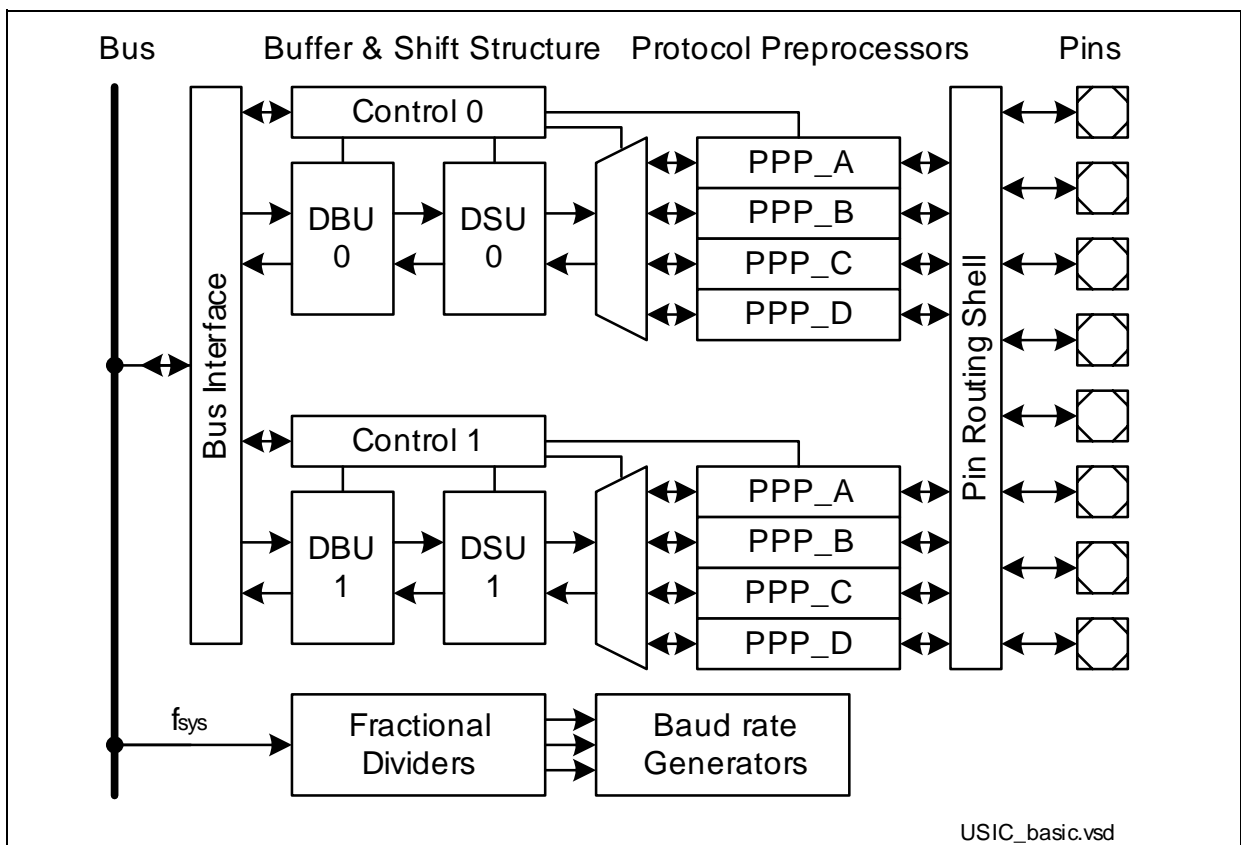 Bus
Buffer & Shift Structure
Protocol Preprocessors
Pins
Bus Interface
Control 0
DBU
0
DSU
0
PPP_A
PPP_B
PPP_C
PPP_D
Pin Routing Shell
Control 1
DBU
1
DSU
1
PPP_A
PPP_B
PPP_C
PPP_D
fsys
Fractional
Dividers
Baud rate
Generators
USIC_basic.vsd